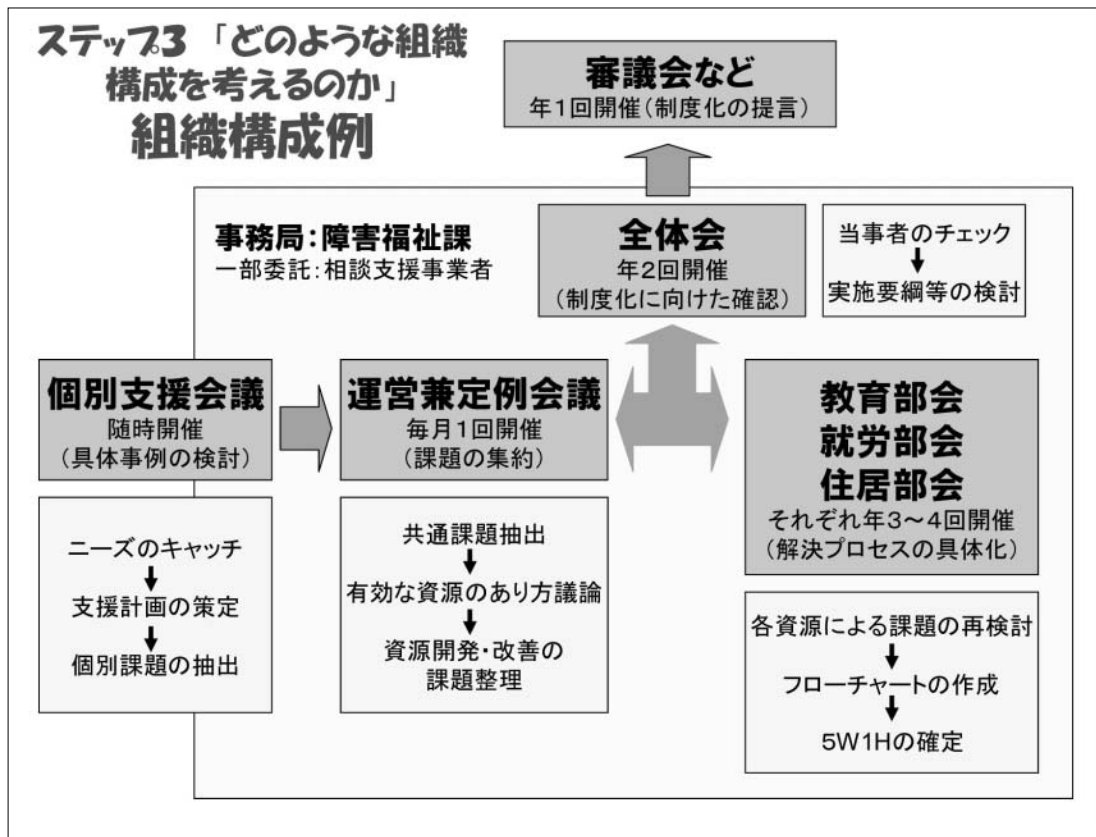 ステップ3 「どのような組織
構成を考えるのか」
組織構成例
審議会など
年1回開催(制度化の提言)
事務局:障害福祉課
一部委託:相談支援事業者
全体会
年2回開催
(制度化に向けた確認)
当事者のチェック
実施要綱等の検討
個別支援会議
随時開催
(具体事例の検討)
運営兼定例会議
毎月1回開催
(課題の集約)
教育部会
就労部会
住居部会
それぞれ年3~4回開催
(解決プロセスの具体化)
ニーズのキャッチ
支援計画の策定
個別課題の抽出
共通課題抽出
有効な資源のあり方議論
資源開発・改善の
課題整理
各資源による課題の再検討
フローチャートの作成
5W1Hの確定